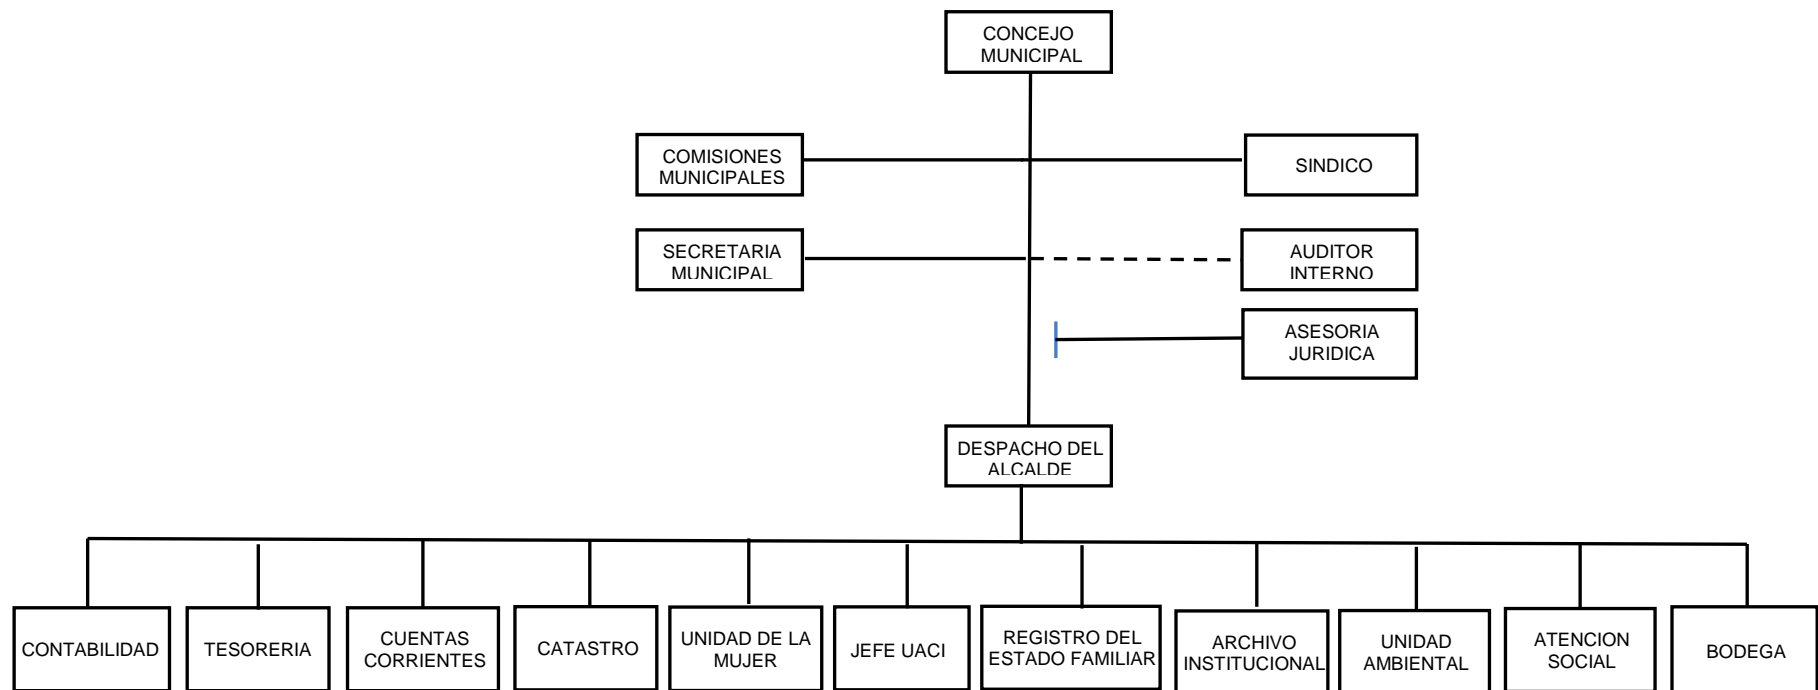 CONCEJO
MUNICIPAL
COMISIONES
MUNICIPALES
SINDICO
SECRETARIA
MUNICIPAL
AUDITOR
INTERNO
ASESORIA
JURIDICA
DESPACHO DEL
ALCALDE
CONTABILIDAD
TESORERIA
CUENTAS
CORRIENTES
CATASTRO
UNIDAD DE LA
MUJER
JEFE UACI
REGISTRO DEL
ESTADO FAMILIAR
ARCHIVO
INSTITUCIONAL
UNIDAD
AMBIENTAL
ATENCION
SOCIAL
BODEGA